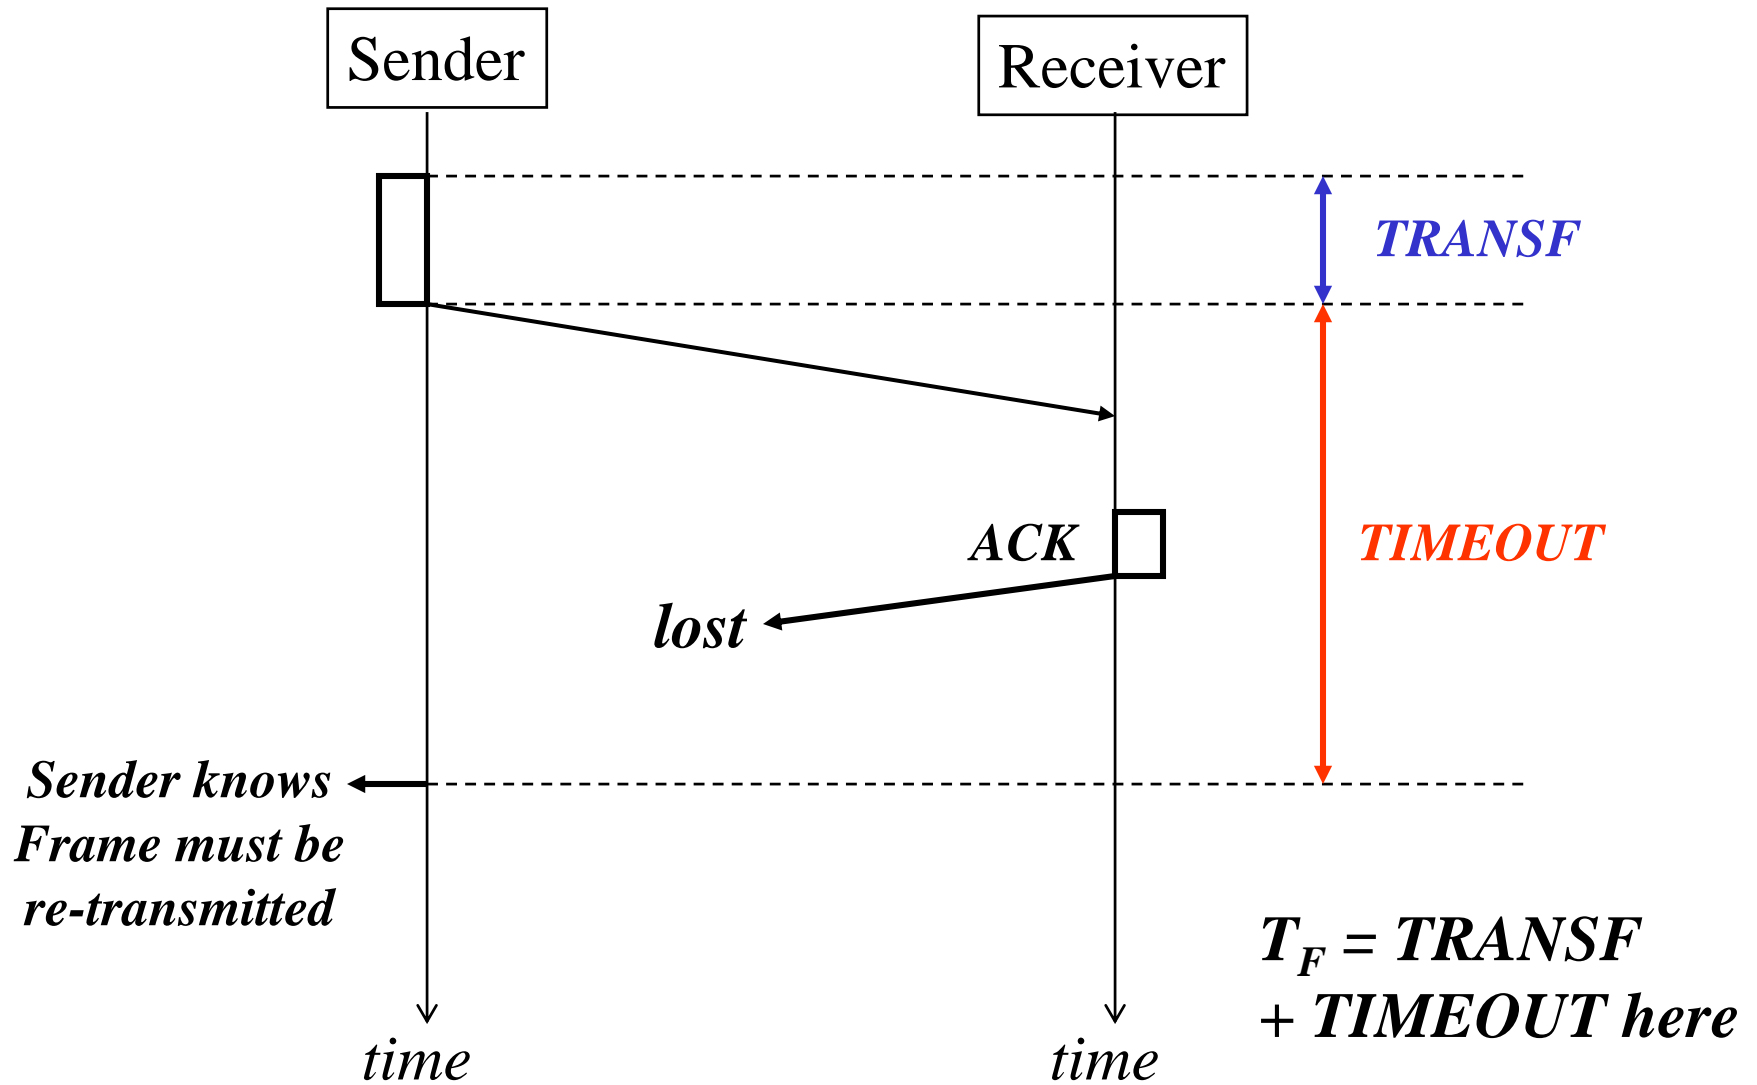 Sender
Receiver
TRANSF
ACK
TIMEOUT
lost
Sender knows
Frame must be
re-transmitted
T_F = TRANSF
+ TIMEOUT here
time
time